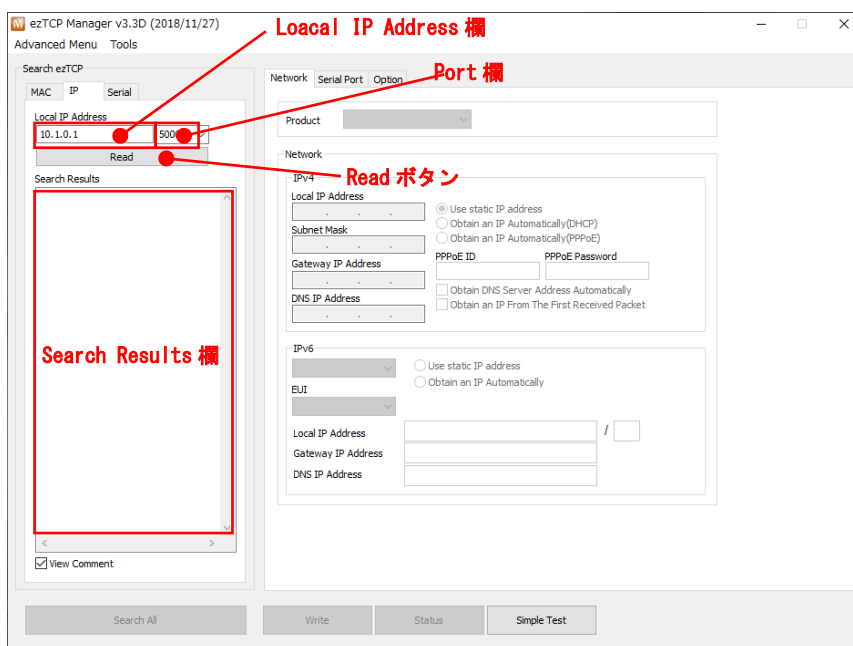 ezTCP Manager v3.3D (2018/11/27)
Loacal IP Address 欄
Advanced Menu Tools
Search ezTCP
Port 欄
MAC IP Serial
Network Serial Port Option
Local IP Address
10.1.0.1
Read
Read ボタン
Search Results
Search Results 欄
View Comment
Product
Network
IPv4
Local IP Address
Use static IP address
Obtain an IP Automatically(DHCP)
Subnet Mask
Obtain an IP Automatically(PPPoE)
Gateway IP Address
PPPoE ID PPPoE Password
DNS IP Address
Obtain DNS Server Address Automatically
Obtain an IP From The First Received Packet
IPv6
Use static IP address
Obtain an IP Automatically
EUI
Local IP Address /
Gateway IP Address
DNS IP Address
Search All Write Status Simple Test